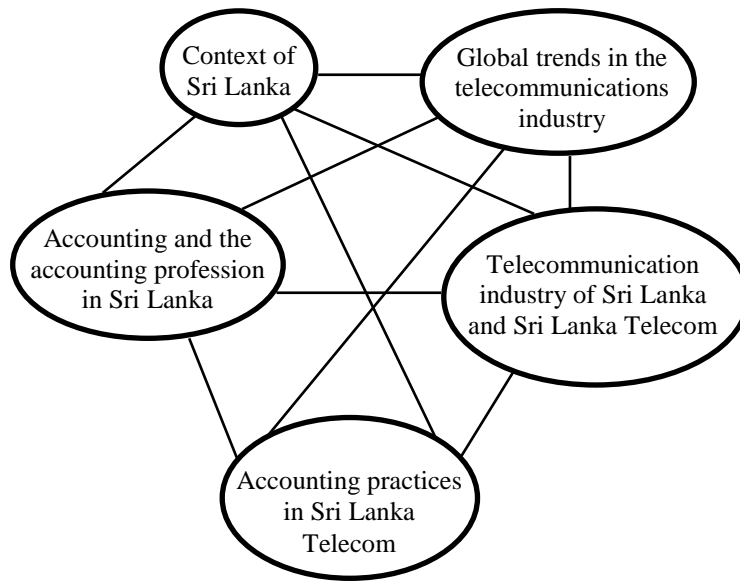 Context of
Sri Lanka
Global trends in the
telecommunications
industry
Accounting and the
accounting profession
in Sri Lanka
Telecommunication
industry of Sri Lanka
and Sri Lanka Telecom
Accounting practices
in Sri Lanka
Telecom